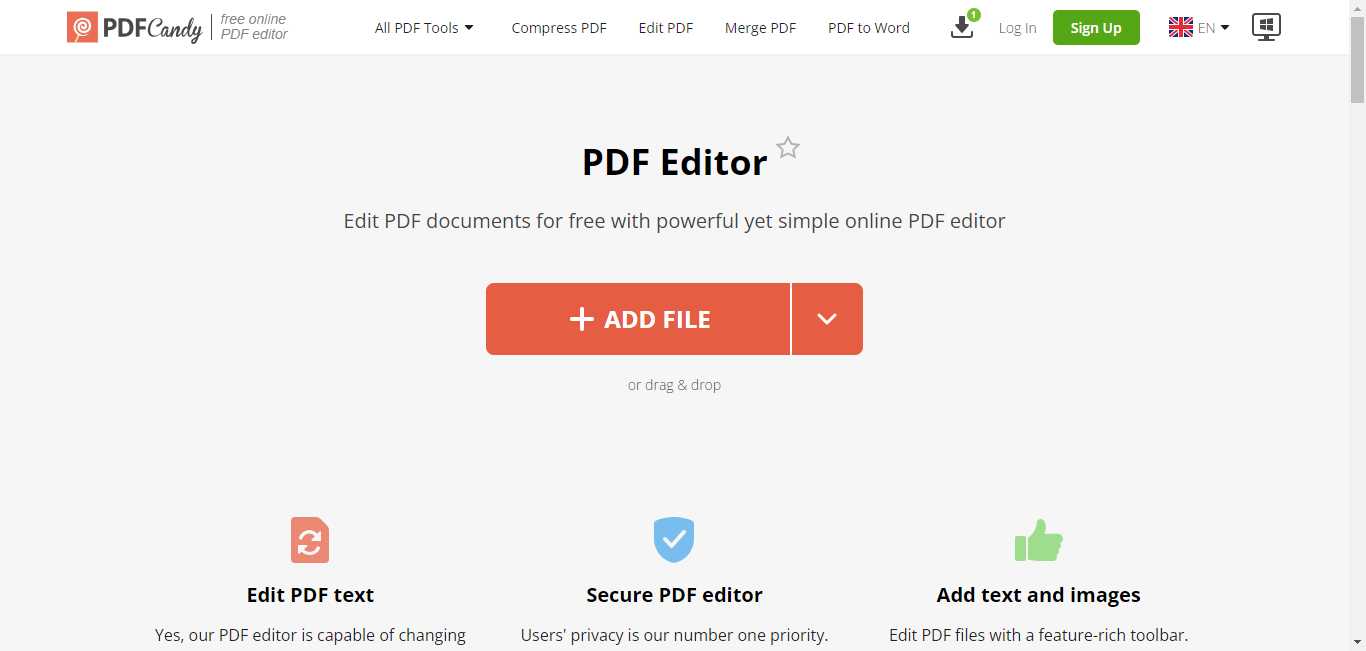 PDFCandy
free online
PDF editor
All PDF Tools
Compress PDF
Edit PDF
Merge PDF
PDF to Word
1
Log In
Sign Up
EN
PDF Editor
Edit PDF documents for free with powerful yet simple online PDF editor
ADD FILE
or drag & drop
Edit PDF text
Yes, our PDF editor is capable of changing
Secure PDF editor
Users' privacy is our number one priority.
Add text and images
Edit PDF files with a feature-rich toolbar.